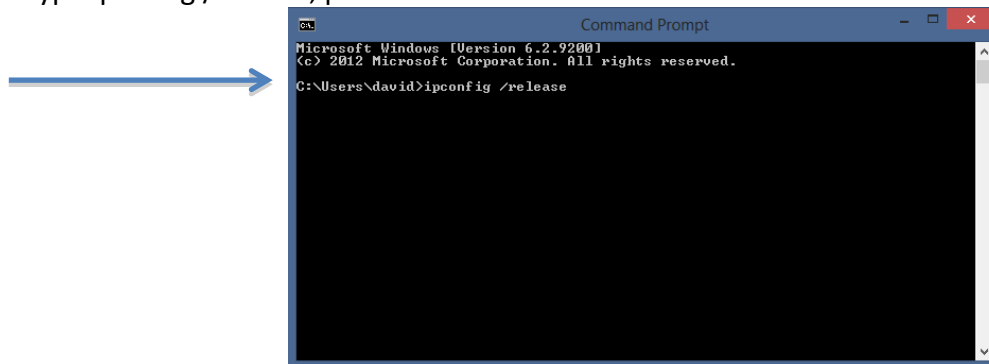 Command Prompt
Microsoft Windows [Version 6.2.9200]
(c) 2012 Microsoft Corporation. All rights reserved.
C:\Users\david>ipconfig /release